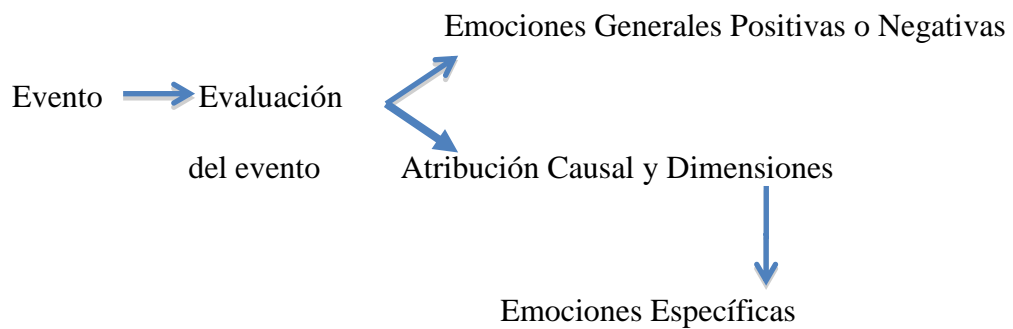 Emociones Generales Positivas o Negativas
Evento
Evaluación
del evento
Atribución Causal y Dimensiones
Emociones Específicas